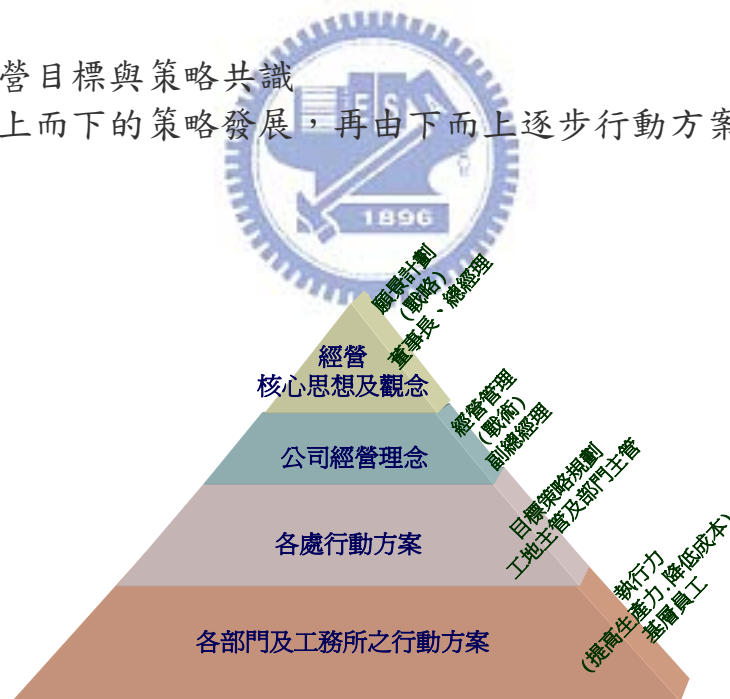 營目標與策略共識
上而下的策略發展，再由下而上逐步行動方案
1896
願景計劃
(戰略)
董事長、總經理
經營
核心思想及觀念
經營管理
(戰術)
副總經理
公司經營理念
目標策略規劃
工地主管及部門主管
各處行動方案
執行力
(提高生產力.降低成本)
基層員工
各部門及工務所之行動方案